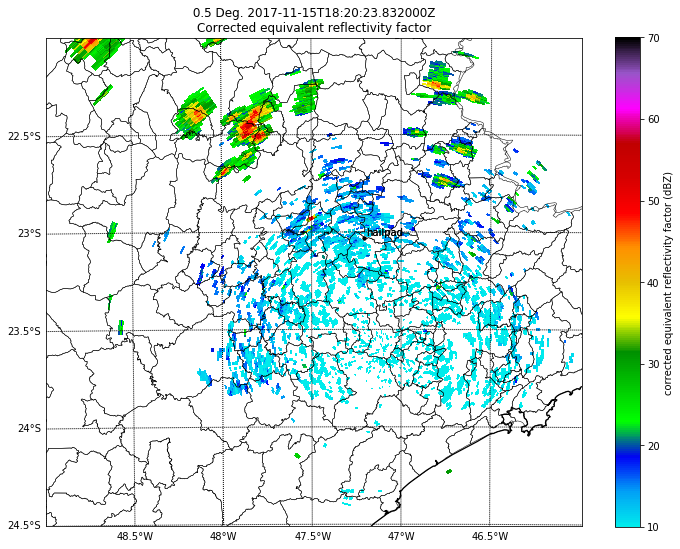 0.5 Deg. 2017-11-15T18:20:23.832000Z
Corrected equivalent reflectivity factor
22.5°S
23°S
23.5°S
24°S
24.5°S
hailpad
48.5°W
48°W
47.5°W
47°W
46.5°W
70
60
50
40
30
20
10
corrected equivalent reflectivity factor (dBZ)